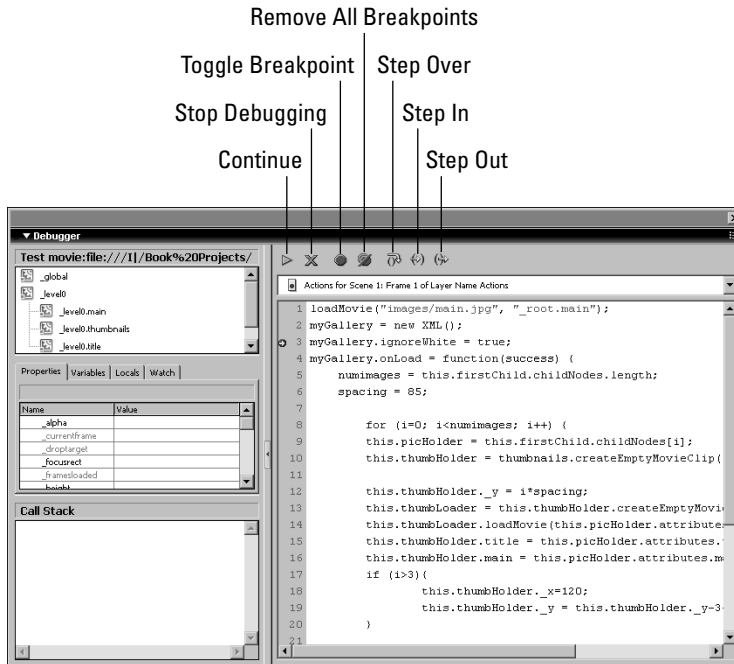 Remove All Breakpoints
Toggle Breakpoint
Step Over
Stop Debugging
Step In
Continue
Step Out
▼ Debugger
Test movie:file:///I|/Book%20Projects/
_global
_level0
_level0.main
_level0.thumbnails
_level0.title
Properties Variables Locals Watch
Name Value
_alpha
_currentframe
_droptarget
_focusrect
_framesloaded
_height
Call Stack
Actions for Scene 1: Frame 1 of Layer Name Actions
1 loadMovie("images/main.jpg", "_root.main");
2 myGallery = new XML();
3 myGallery.ignoreWhite = true;
4 myGallery.onLoad = function(success) {
5 numimages = this.firstChild.childNodes.length;
6 spacing = 85;
7
8 for (i=0; i<numimages; i++) {
9 this.picHolder = this.firstChild.childNodes[i];
10 this.thumbHolder = thumbnails.createEmptyMovieClip(
11
12 this.thumbHolder._y = i*spacing;
13 this.thumbLoader = this.thumbHolder.createEmptyMovi
14 this.thumbLoader.loadMovie(this.picHolder.attribute
15 this.thumbHolder.title = this.picHolder.attributes.
16 this.thumbHolder.main = this.picHolder.attributes.m
17 if (i>3){
18 this.thumbHolder._x=120;
19 this.thumbHolder._y = this.thumbHolder._y-3
20 }
21